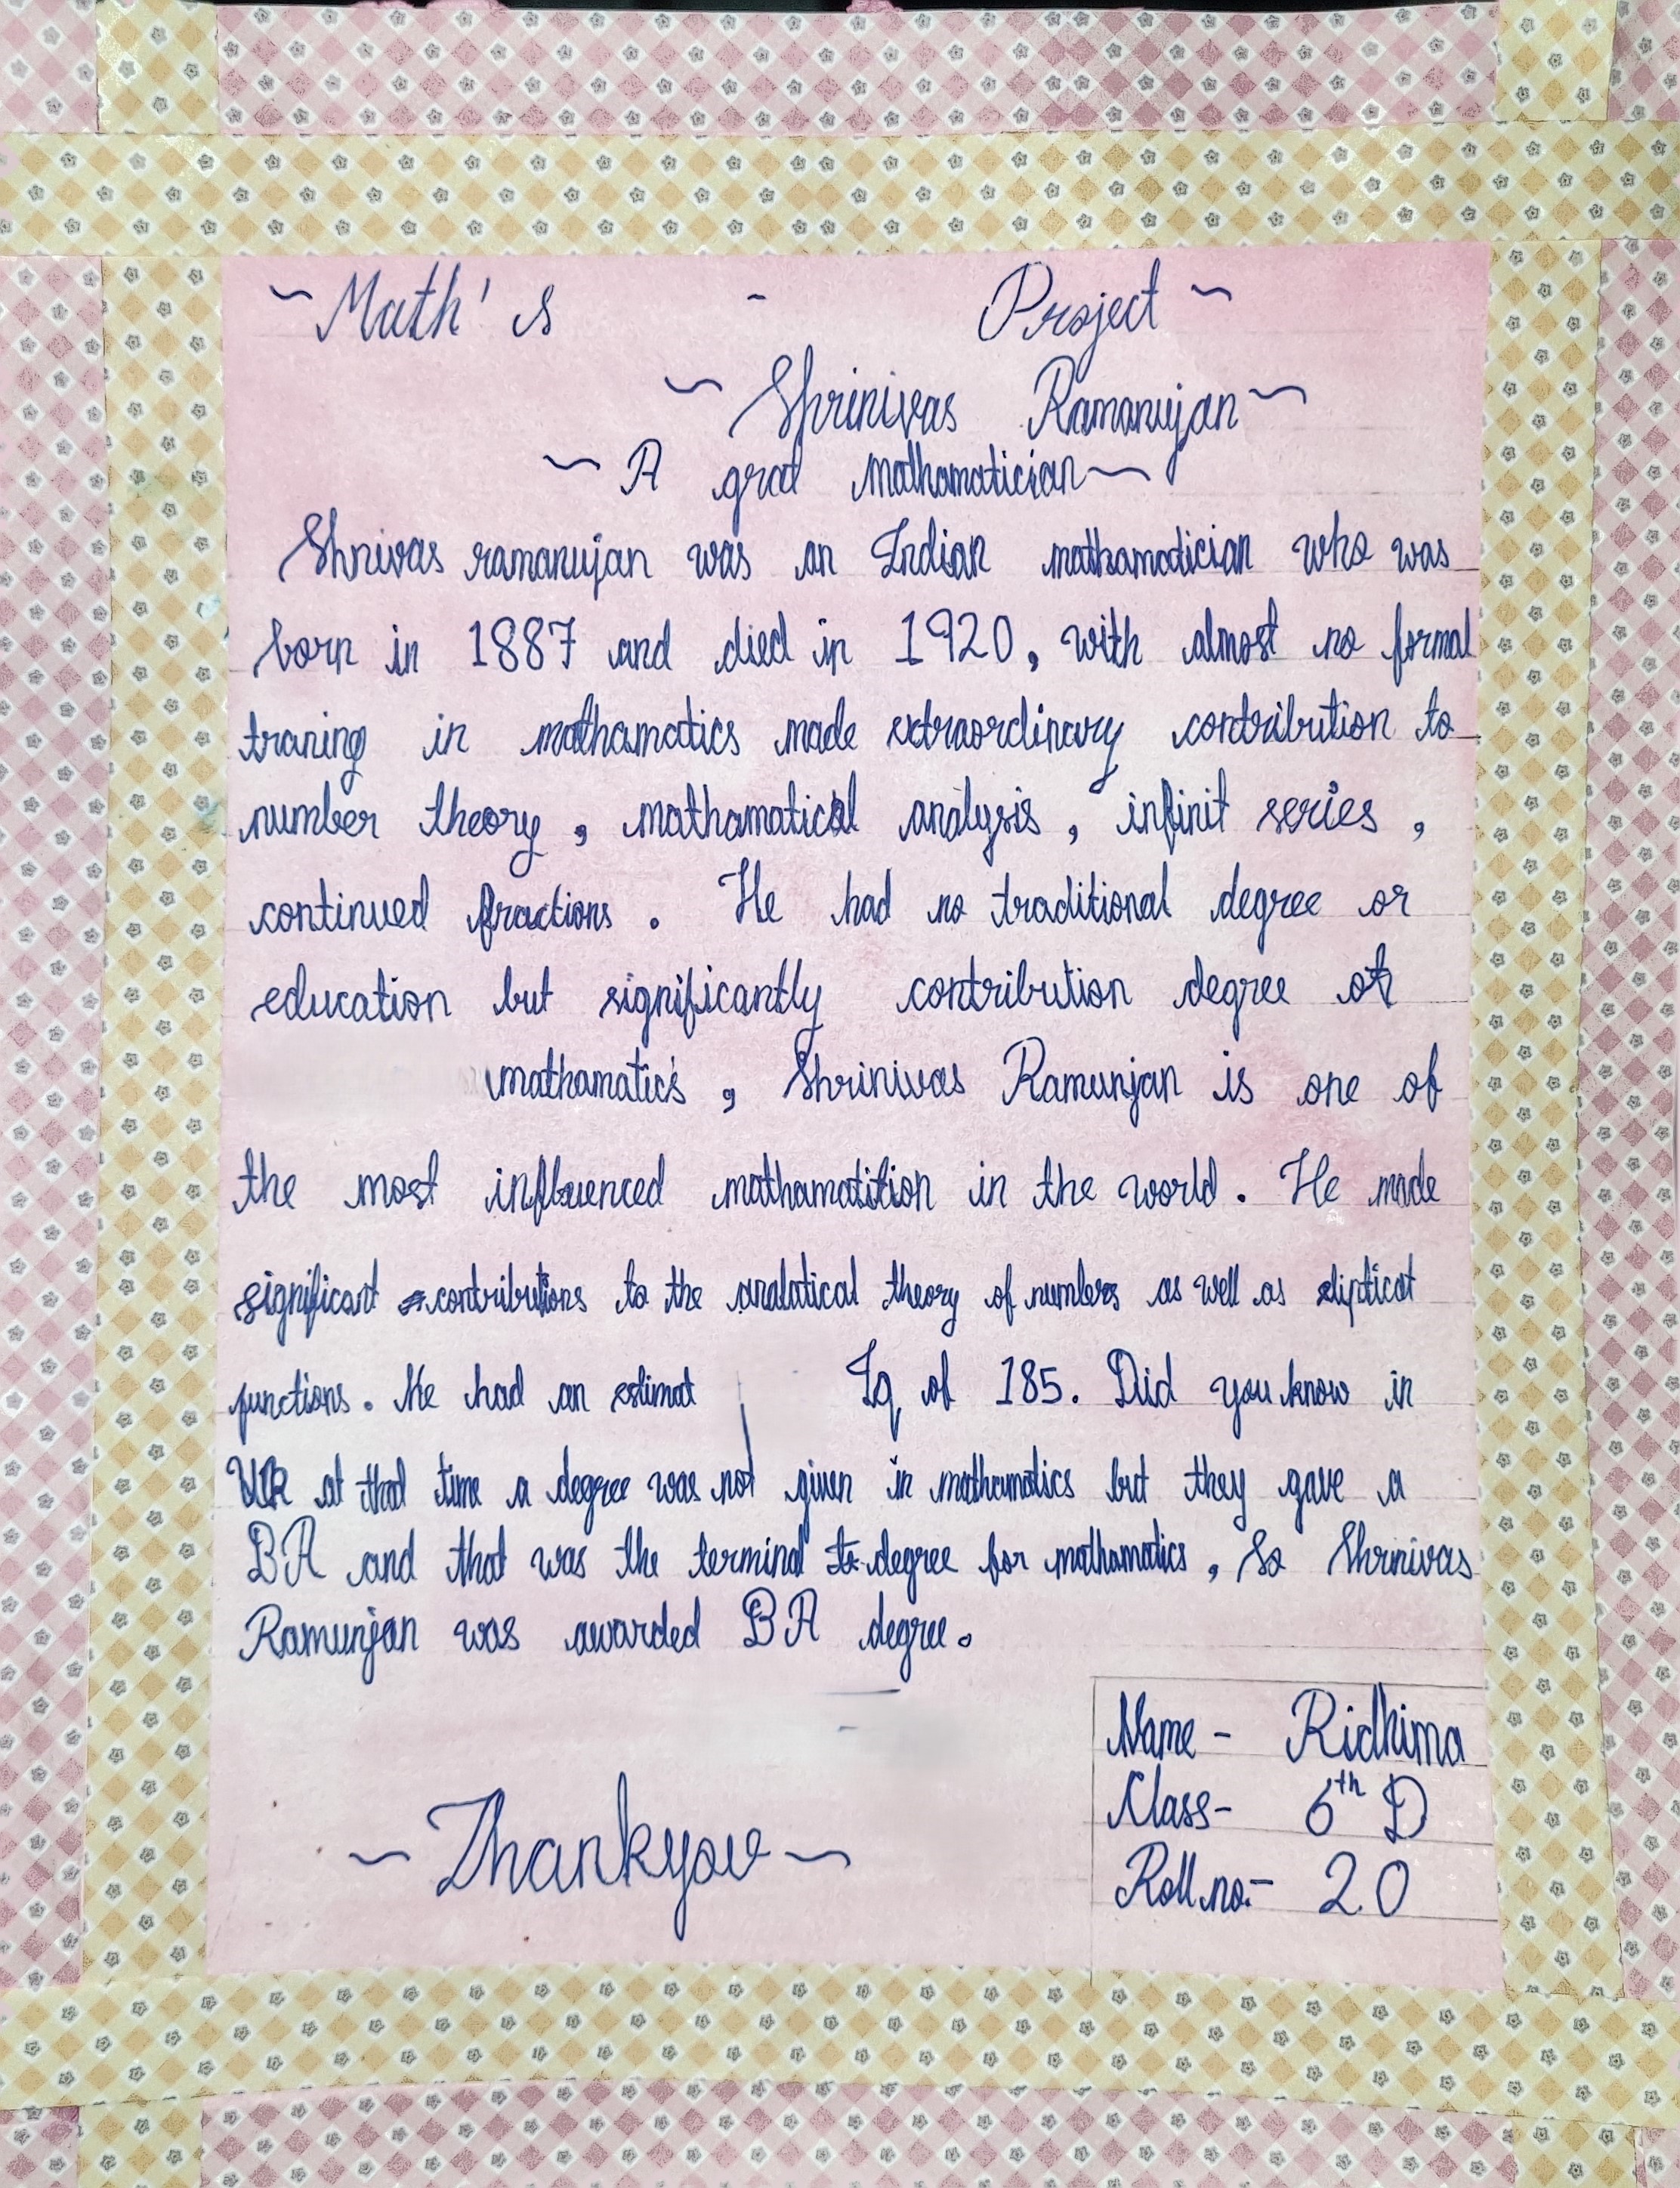 ~ Math's - Project ~
~ Shrinivas Ramanujan ~
~ A grat mathamatician ~
Shrivas ramanujan was an Indian mathamatician who was
born in 1887 and died in 1920, with almost no formal
traning in mathamatics made extraordinary contribution to
number theory, mathamatical analysis, infinit series,
continued fractions. He had no traditional degree or
education but significantly contribution degree of
mathamatics, Shrinivas Ramunjan is one of
the most influenced mathamatition in the world. He made
significant contributions to the analatical theory of numbers as well as eliptical
functions. He had an estimat Iq of 185. Did you know in
UK at that time a degree was not given in mathematics but they gave a
BA and that was the terminal degree for mathamatics, So Shrinivas
Ramunjan was awarded BA degree.
Name - Ridhima
Class - 6th D
Roll no.- 20
~ Thankyou ~